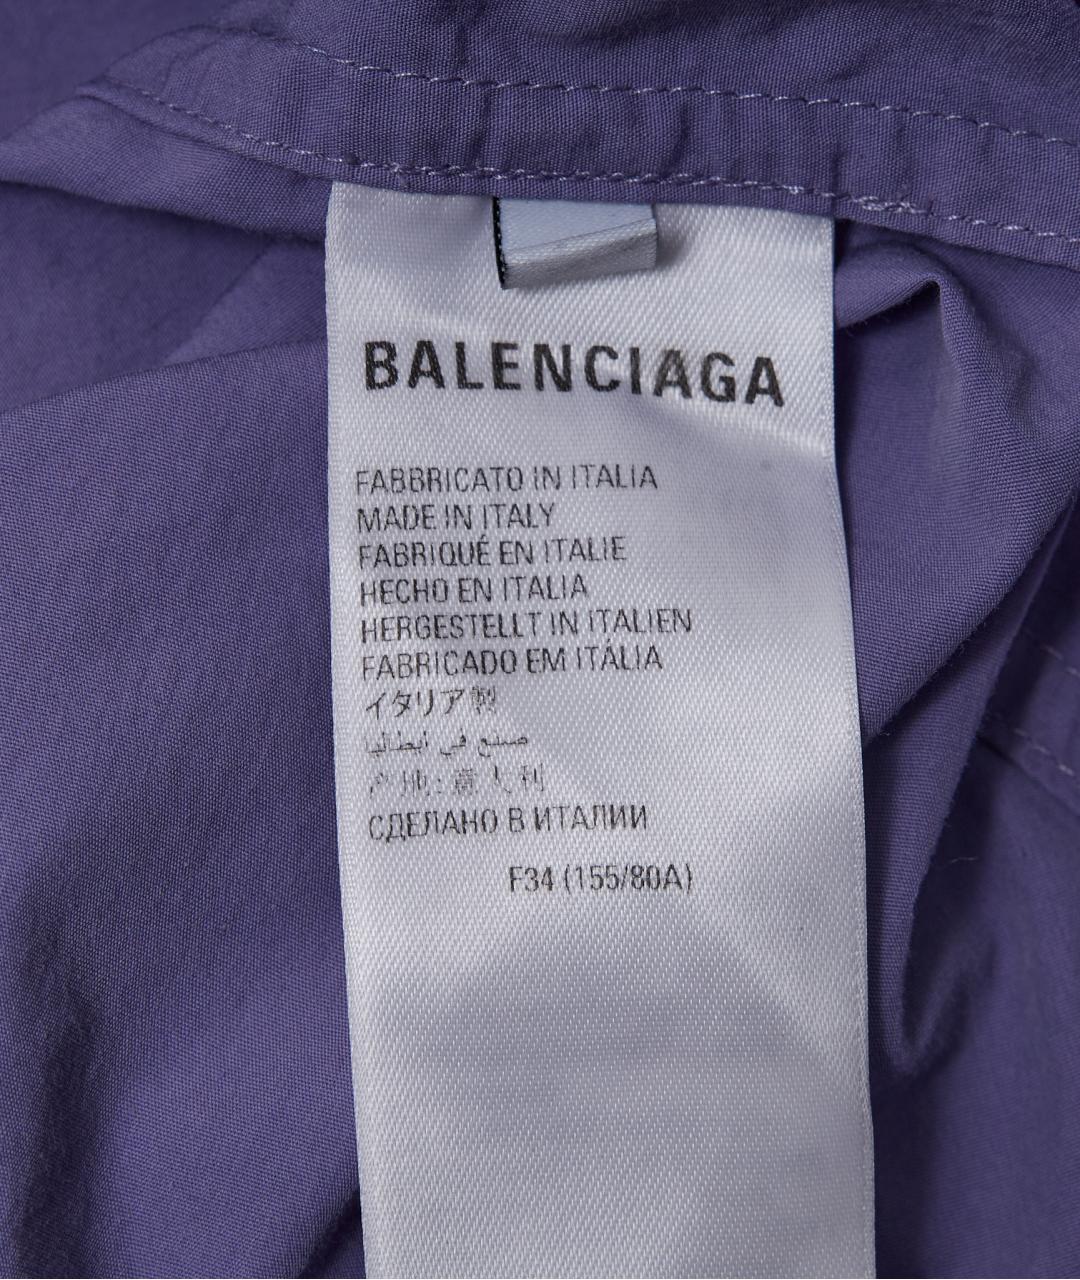 BALENCIAGA
FABBRICATO IN ITALIA
MADE IN ITALY
FABRIQUÉ EN ITALIE
HECHO EN ITALIA
HERGESTELLT IN ITALIEN
FABRICADO EM ITÁLIA
イタリア製
صنع في ايطاليا
产地:意大利
СДЕЛАНО В ИТАЛИИ
F34 (155/80A)